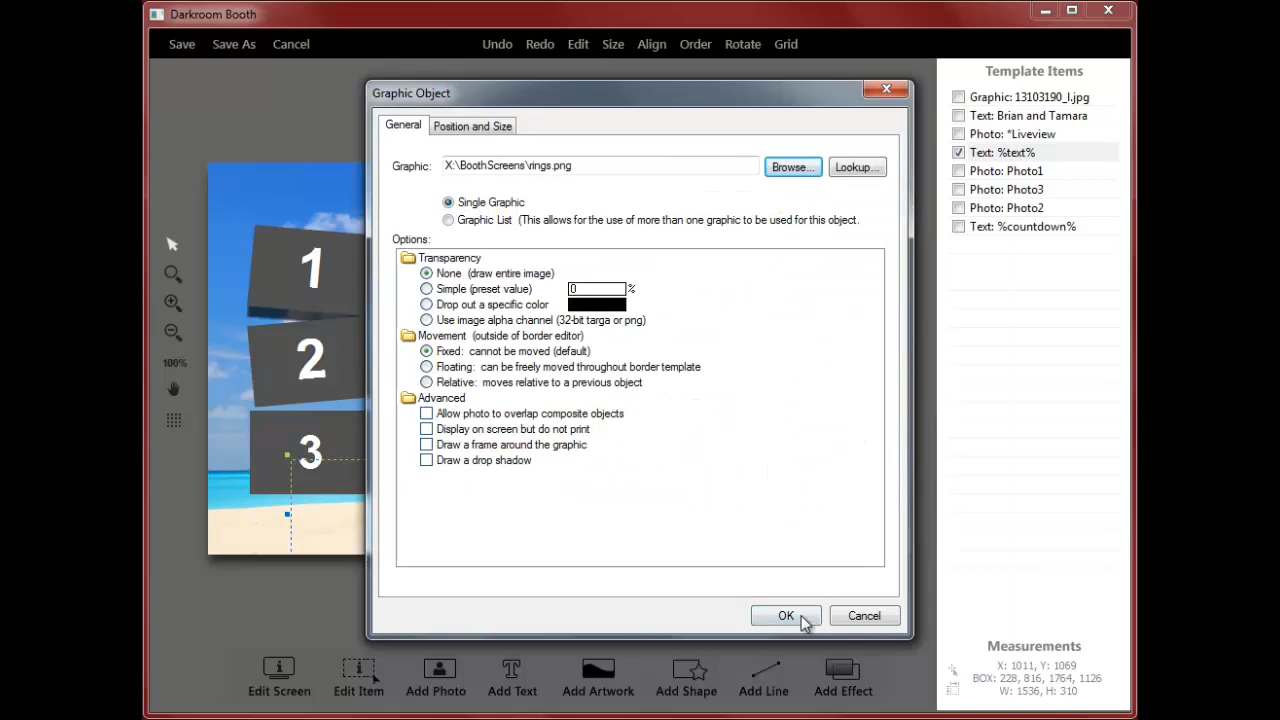 Darkroom Booth
Save Save As Cancel Undo Redo Edit Size Align Order Rotate Grid
Template Items
Graphic: 13103190_l.jpg
Text: Brian and Tamara
Photo: *Liveview
Text: %text%
Photo: Photo1
Photo: Photo3
Photo: Photo2
Text: %countdown%
Graphic Object
General Position and Size
Graphic: X:\BoothScreens\rings.png Browse... Lookup...
Single Graphic
Graphic List (This allows for the use of more than one graphic to be used for this object.
Options:
Transparency
None (draw entire image)
Simple (preset value) 0 %
Drop out a specific color
Use image alpha channel (32-bit targa or png)
Movement (outside of border editor)
Fixed: cannot be moved (default)
Floating: can be freely moved throughout border template
Relative: moves relative to a previous object
Advanced
Allow photo to overlap composite objects
Display on screen but do not print
Draw a frame around the graphic
Draw a drop shadow
OK Cancel
1
2
3
100%
Edit Screen Edit Item Add Photo Add Text Add Artwork Add Shape Add Line Add Effect
Measurements
X: 1011, Y: 1069
BOX: 228, 816, 1764, 1126
W: 1536, H: 310